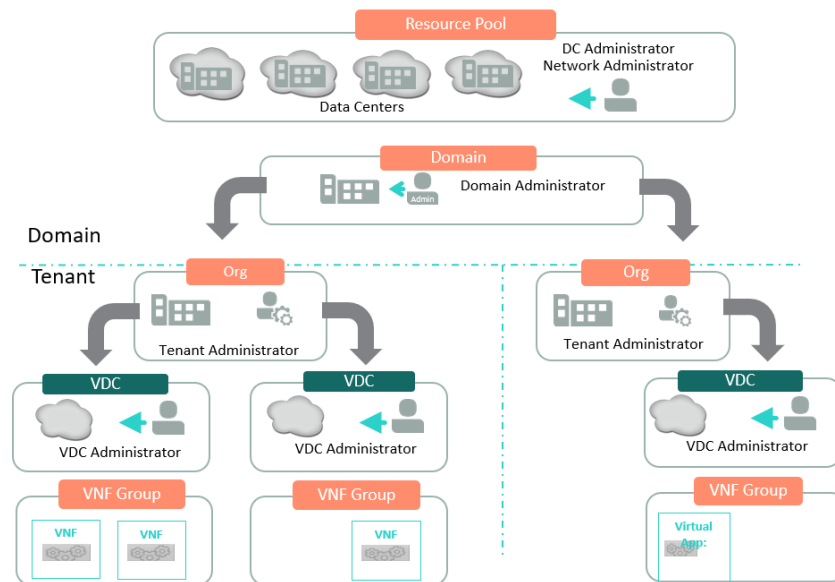 Resource Pool
DC Administrator
Network Administrator
Data Centers
Domain
Admin
Domain Administrator
Domain
Tenant
Org
Tenant Administrator
Org
Tenant Administrator
VDC
VDC Administrator
VDC
VDC Administrator
VDC
VDC Administrator
VNF Group
VNF
VNF
VNF Group
VNF
VNF Group
Virtual
App: